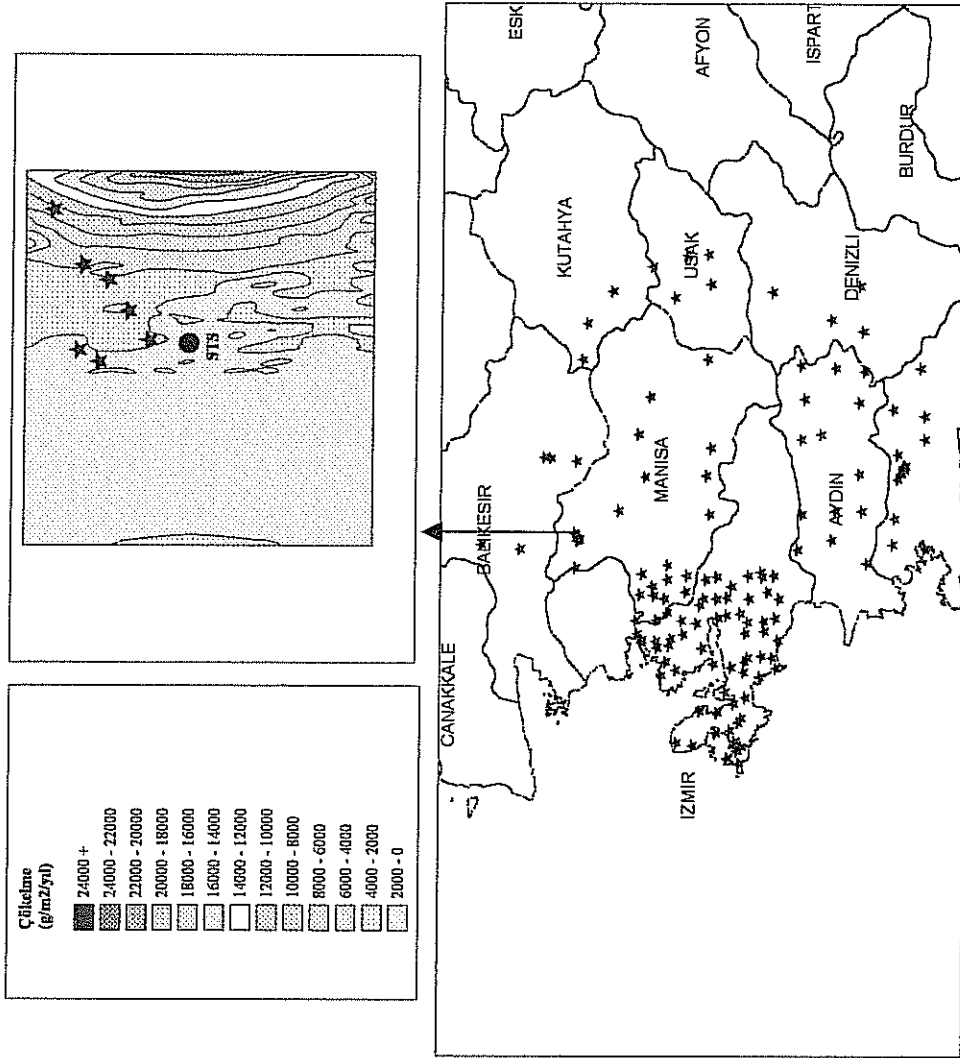 Çökelme
(g/m2/yıl)
24000 +
24000 - 22000
22000 - 20000
20000 - 18000
18000 - 16000
16000 - 14000
14000 - 12000
12000 - 10000
10000 - 8000
8000 - 6000
6000 - 4000
4000 - 2000
2000 - 0
STS
CANAKKALE
BALIKESIR
ESK
KUTAHYA
AFYON
USAK
MANISA
IZMIR
ISPART
AYDIN
DENIZLI
BURDUR